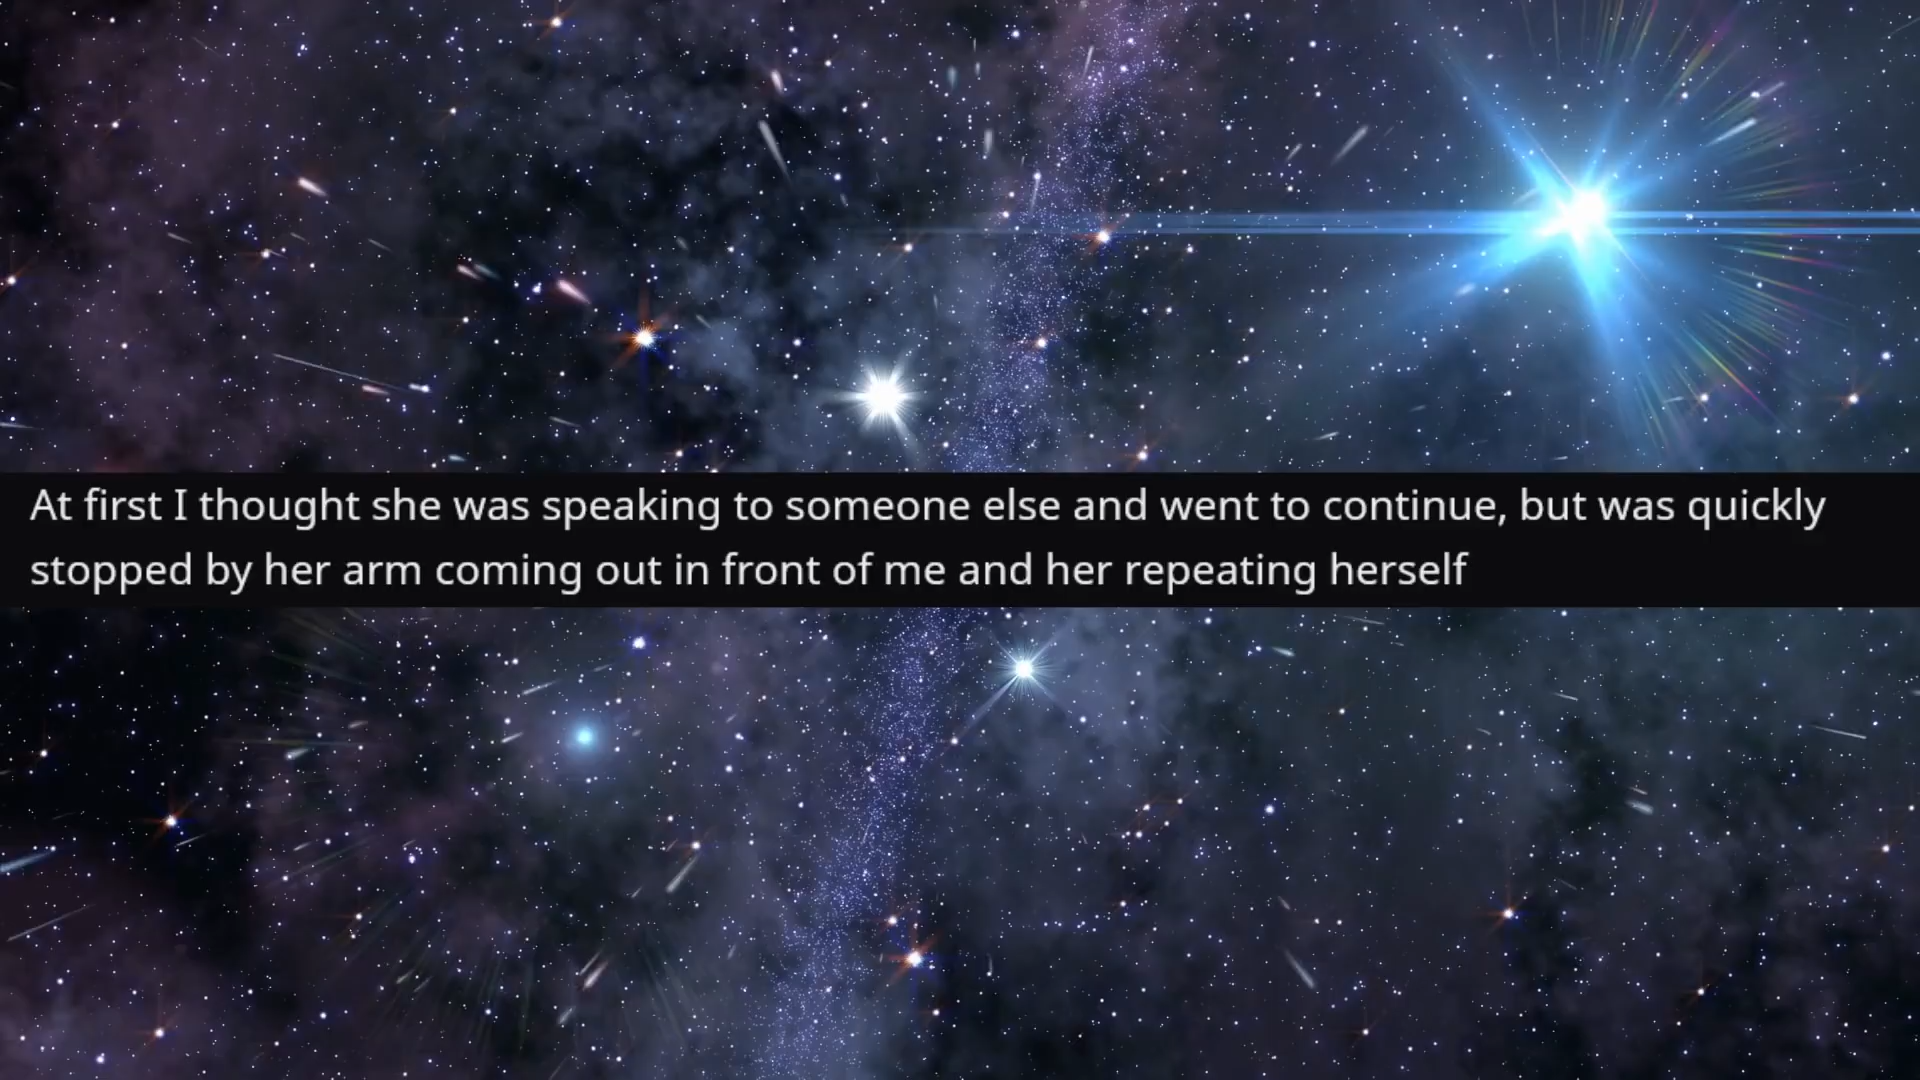 At first I thought she was speaking to someone else and went to continue, but was quickly
stopped by her arm coming out in front of me and her repeating herself